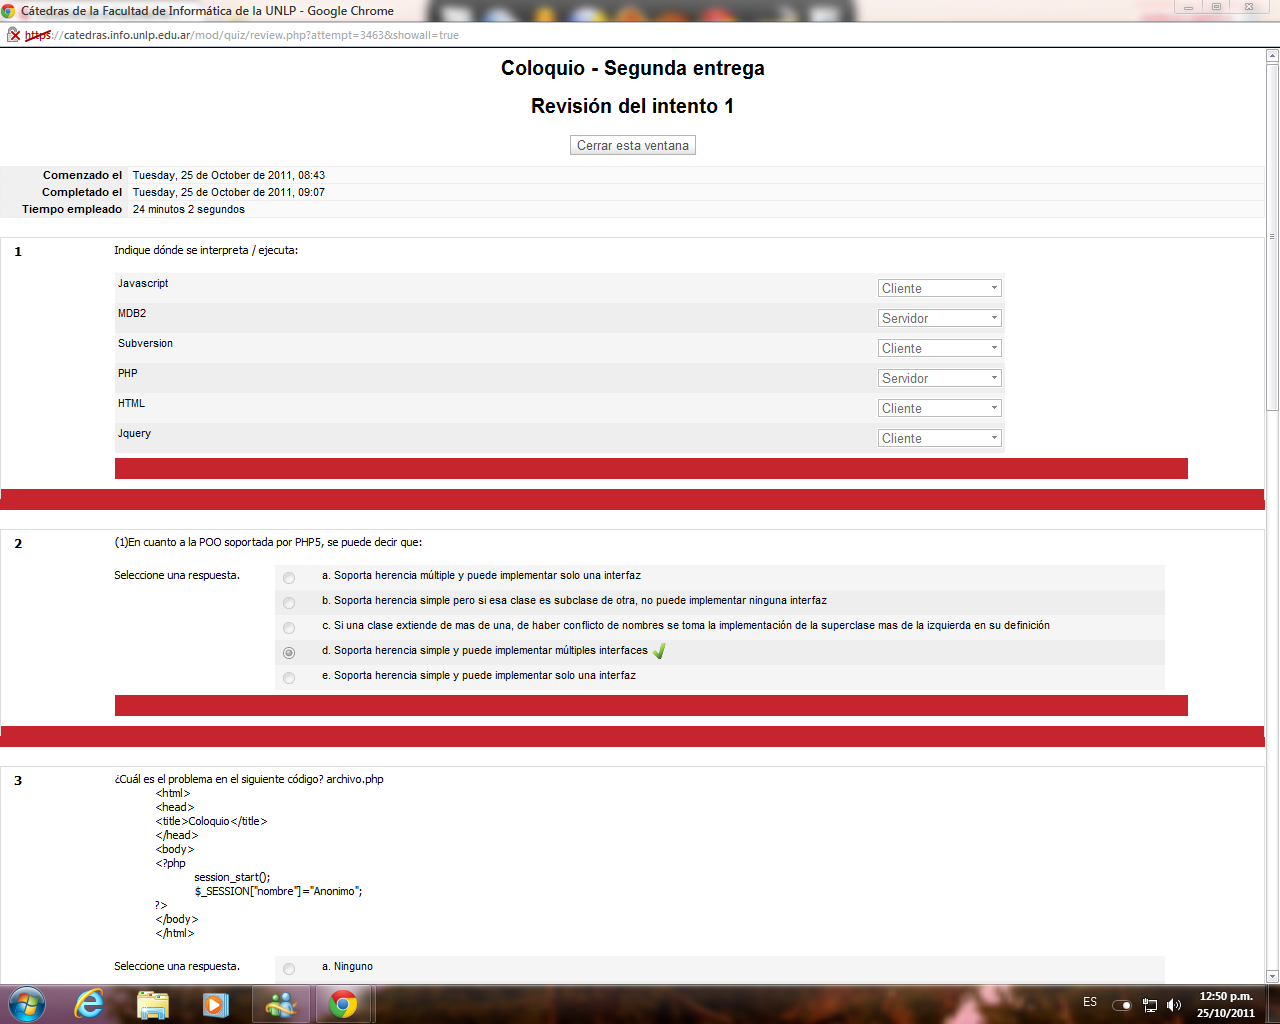 Cátedras de la Facultad de Informática de la UNLP - Google Chrome
https://catedras.info.unlp.edu.ar/mod/quiz/review.php?attempt=3463&showall=true
Coloquio - Segunda entrega
Revisión del intento 1
Cerrar esta ventana
Comenzado el Tuesday, 25 de October de 2011, 08:43
Completado el Tuesday, 25 de October de 2011, 09:07
Tiempo empleado 24 minutos 2 segundos
1 Indique dónde se interpreta / ejecuta:
Javascript Cliente
MDB2 Servidor
Subversion Cliente
PHP Servidor
HTML Cliente
Jquery Cliente
2 (1)En cuanto a la POO soportada por PHP5, se puede decir que:
Seleccione una respuesta. a. Soporta herencia múltiple y puede implementar solo una interfaz
b. Soporta herencia simple pero si esa clase es subclase de otra, no puede implementar ninguna interfaz
c. Si una clase extiende de mas de una, de haber conflicto de nombres se toma la implementación de la superclase mas de la izquierda en su definición
d. Soporta herencia simple y puede implementar múltiples interfaces
e. Soporta herencia simple y puede implementar solo una interfaz
3 ¿Cuál es el problema en el siguiente código? archivo.php
<html>
<head>
<title>Coloquio</title>
</head>
<body>
<?php
session_start();
$_SESSION["nombre"]="Anonimo";
?>
</body>
</html>
Seleccione una respuesta. a. Ninguno
ES 12:50 p.m.
25/10/2011